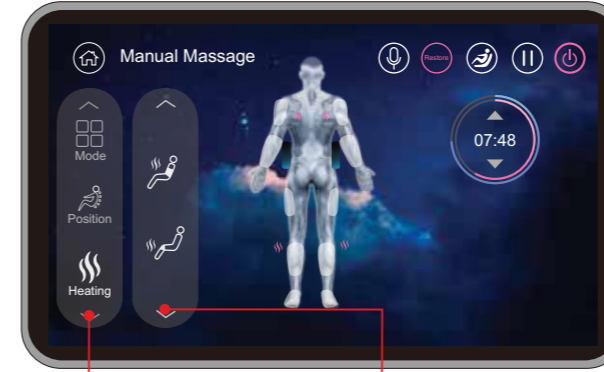 Manual Massage
Restore
07:48
Mode
Position
Heating